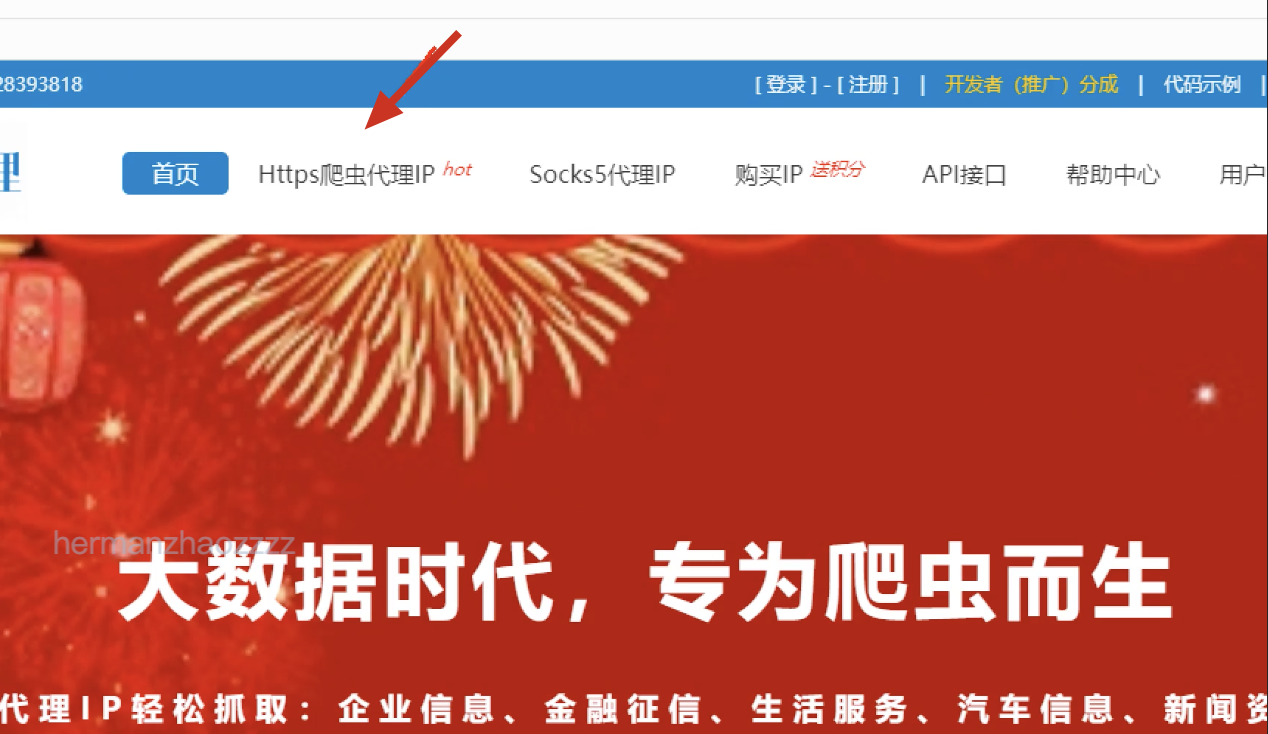 28393818 [ 登录 ] - [ 注册 ] | 开发者（推广）分成 | 代码示例 |
理 首页 Https爬虫代理IP hot Socks5代理IP 购买IP 送积分 API接口 帮助中心 用户
hermanzhaozzzz
大数据时代，专为爬虫而生
代理IP轻松抓取：企业信息、金融征信、生活服务、汽车信息、新闻资